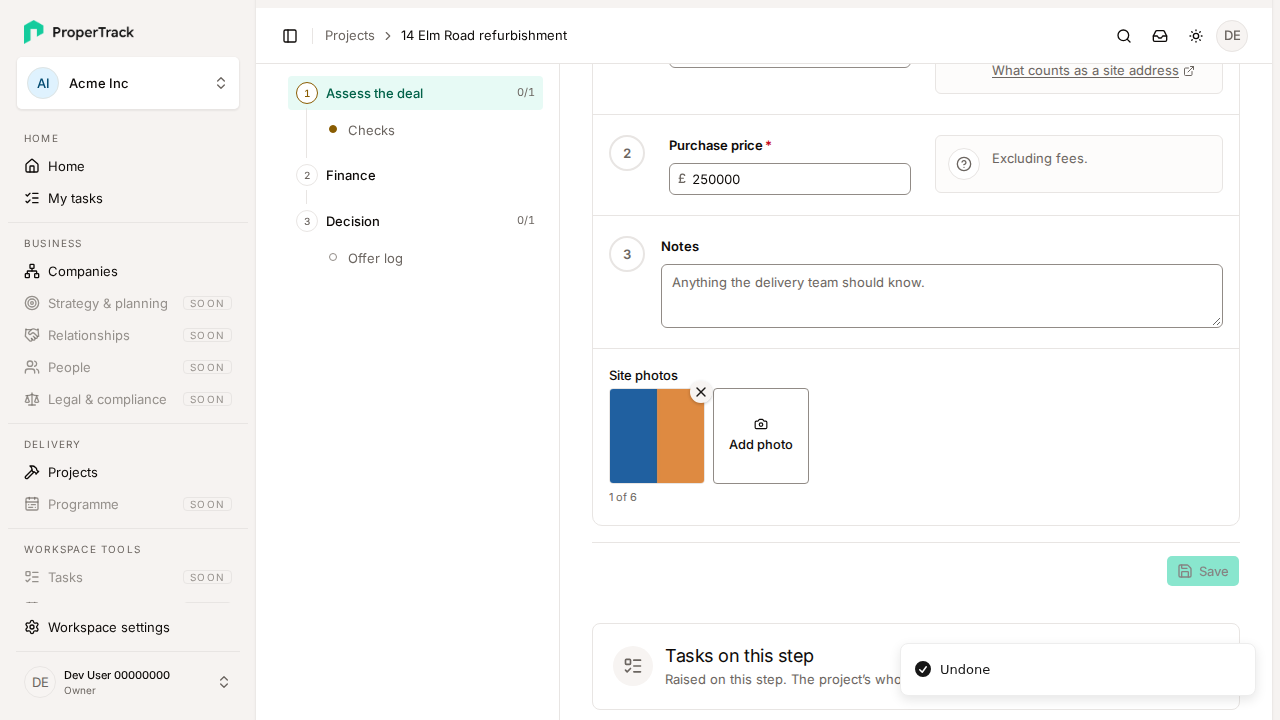 ProperTrack
AI
Acme Inc
HOME
Home
My tasks
BUSINESS
Companies
Strategy & planning SOON
Relationships SOON
People SOON
Legal & compliance SOON
DELIVERY
Projects
Programme SOON
WORKSPACE TOOLS
Tasks SOON
Workspace settings
DE
Dev User 00000000
Owner
Projects > 14 Elm Road refurbishment
DE
1 Assess the deal 0/1
Checks
2 Finance
3 Decision 0/1
Offer log
What counts as a site address
2
Purchase price *
£ 250000
Excluding fees.
3
Notes
Anything the delivery team should know.
Site photos
Add photo
1 of 6
Save
Tasks on this step
Raised on this step. The project's
Undone